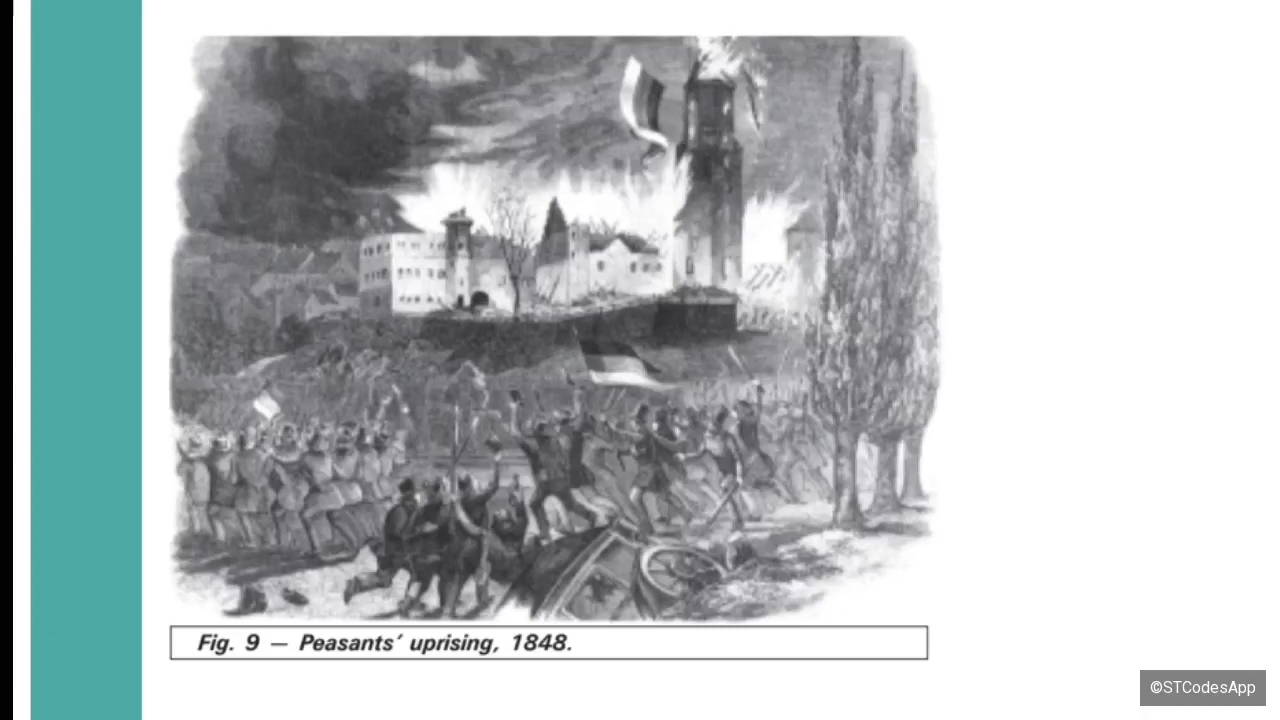 Fig. 9 — Peasants’ uprising, 1848.
©STCodesApp